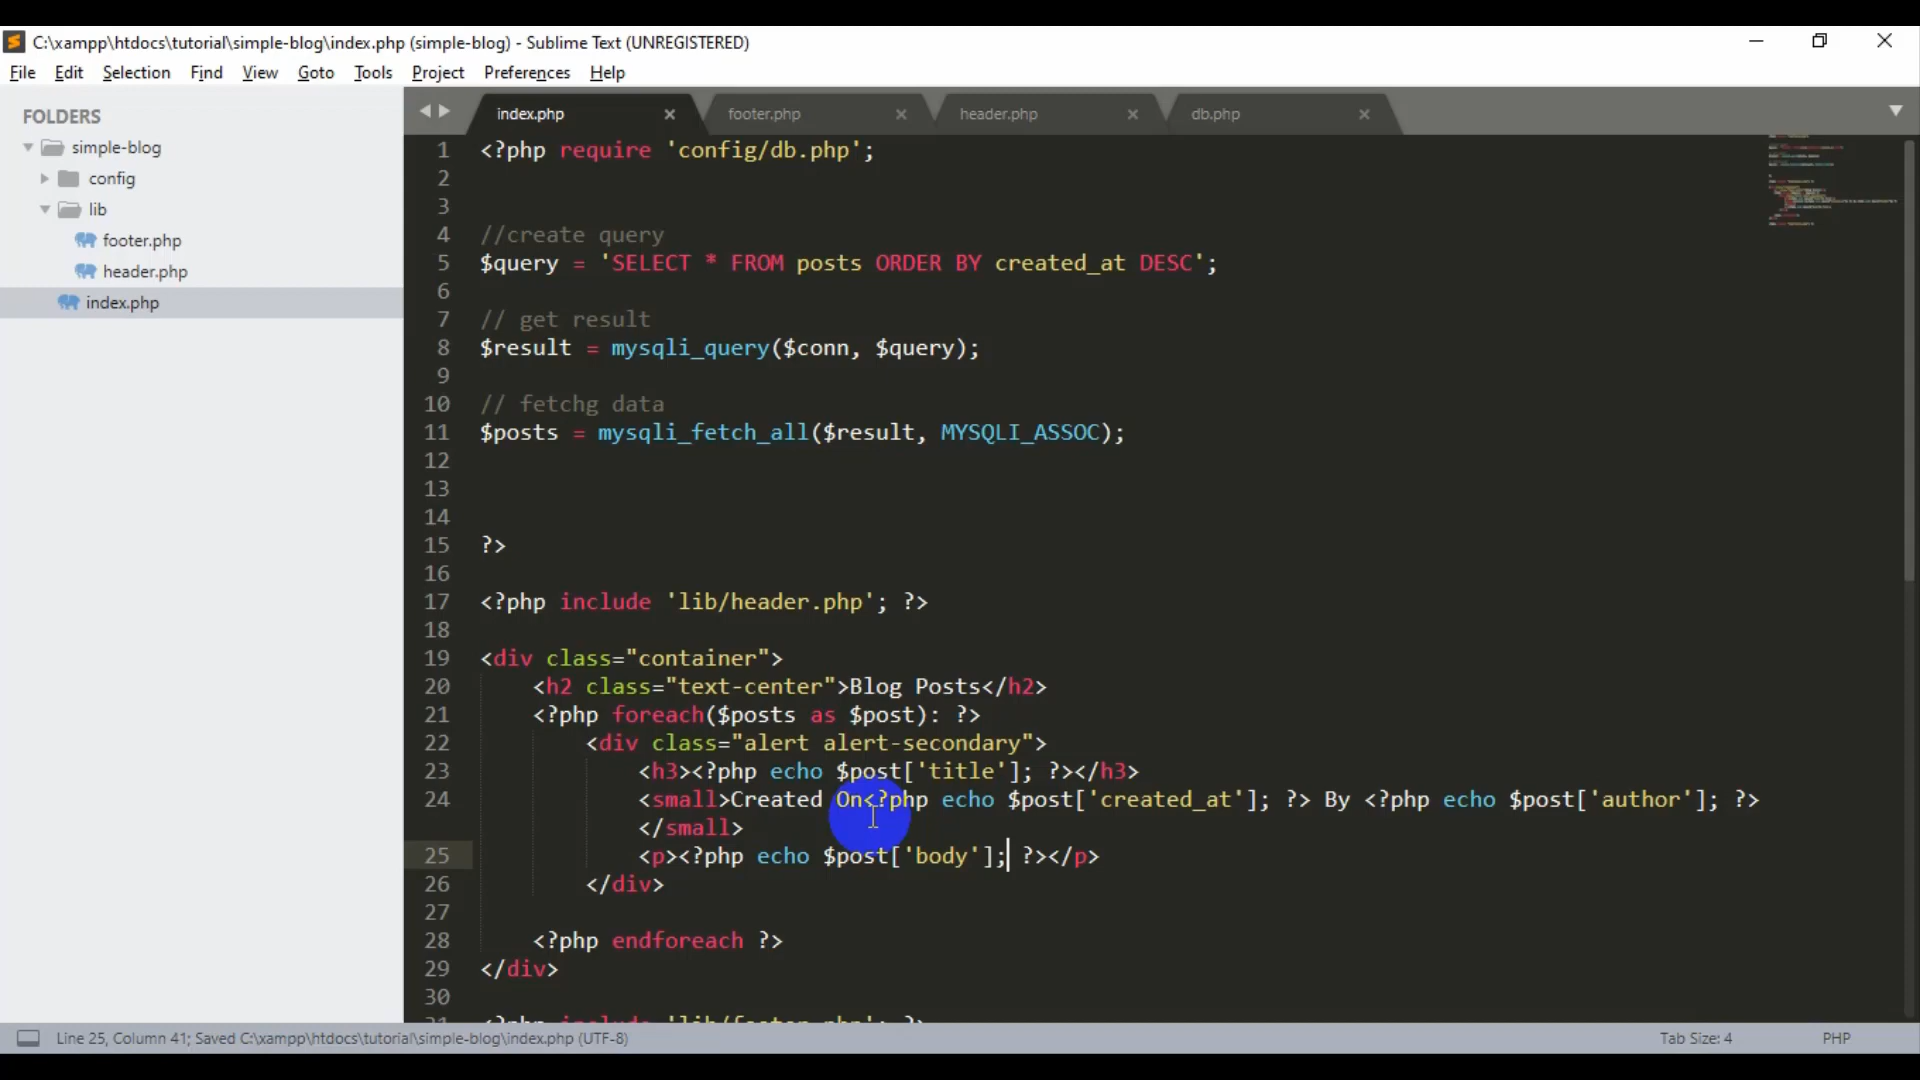 C:\xampp\htdocs\tutorial\simple-blog\index.php (simple-blog) - Sublime Text (UNREGISTERED)
File Edit Selection Find View Goto Tools Project Preferences Help
FOLDERS
simple-blog
config
lib
footer.php
header.php
index.php
index.php footer.php header.php db.php
1 <?php require 'config/db.php';
2
3
4 //create query
5 $query = 'SELECT * FROM posts ORDER BY created_at DESC';
6
7 // get result
8 $result = mysqli_query($conn, $query);
9
10 // fetchg data
11 $posts = mysqli_fetch_all($result, MYSQLI_ASSOC);
12
13
14
15 ?>
16
17 <?php include 'lib/header.php'; ?>
18
19 <div class="container">
20 <h2 class="text-center">Blog Posts</h2>
21 <?php foreach($posts as $post): ?>
22 <div class="alert alert-secondary">
23 <h3><?php echo $post['title']; ?></h3>
24 <small>Created On<?php echo $post['created_at']; ?> By <?php echo $post['author']; ?>
</small>
25 <p><?php echo $post['body']; ?></p>
26 </div>
27
28 <?php endforeach ?>
29 </div>
30
31 <?php include 'lib/footer.php'; ?>
Line 25, Column 41; Saved C:\xampp\htdocs\tutorial\simple-blog\index.php (UTF-8)
Tab Size: 4
PHP